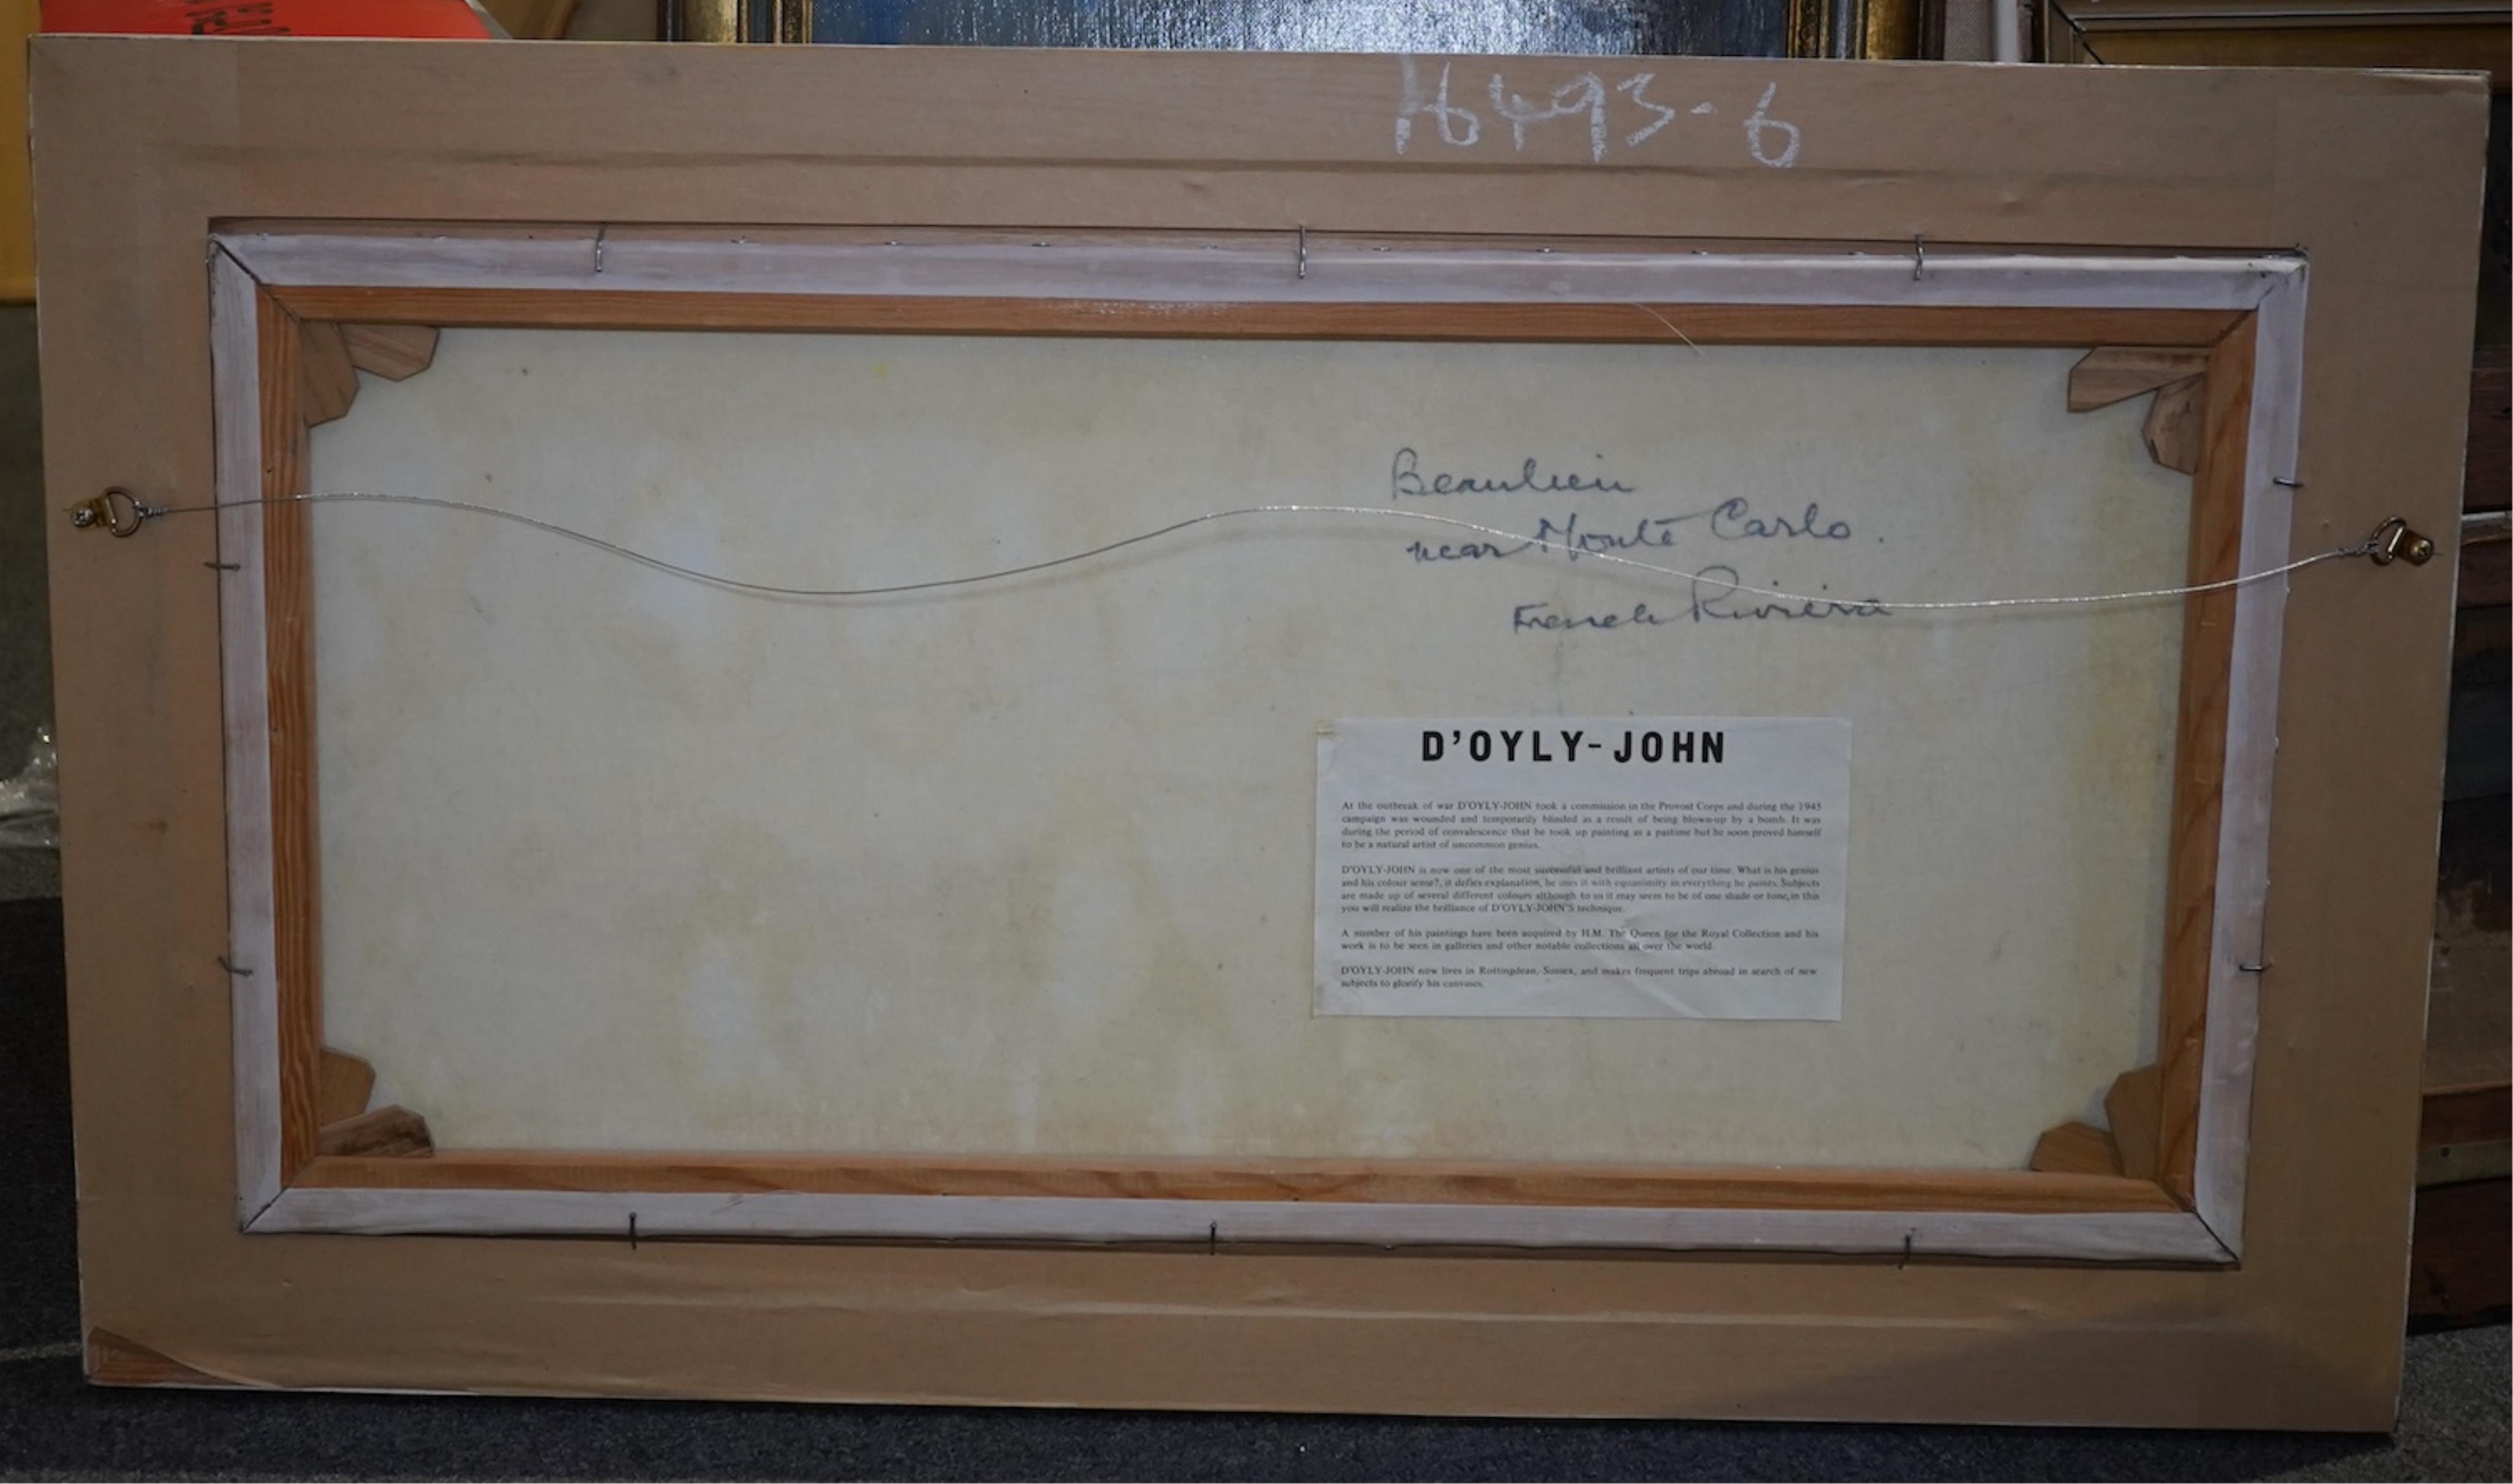 16493-6
Beaulieu
near Monte Carlo.
French Riviera
D'OYLY-JOHN
At the outbreak of war D'OYLY-JOHN took a commission in the Provost Corps and during the 1945
campaign was wounded and temporarily blinded as a result of being blown-up by a bomb. It was
during the period of convalescence that he took up painting as a pastime but he soon proved himself
to be a natural artist of uncommon genius.
D'OYLY-JOHN is now one of the most successful and brilliant artists of our time. What is his genius
and his colour sense?, it defies explanation, he uses it with equanimity in everything he paints. Subjects
are made up of several different colours although to us it may seem to be of one shade or tone, in this
you will realize the brilliance of D'OYLY-JOHN'S technique.
A number of his paintings have been acquired by H.M. The Queen for the Royal Collection and his
work is to be seen in galleries and other notable collections all over the world.
D'OYLY-JOHN now lives in Rottingdean, Sussex, and makes frequent trips abroad in search of new
subjects to glorify his canvases.